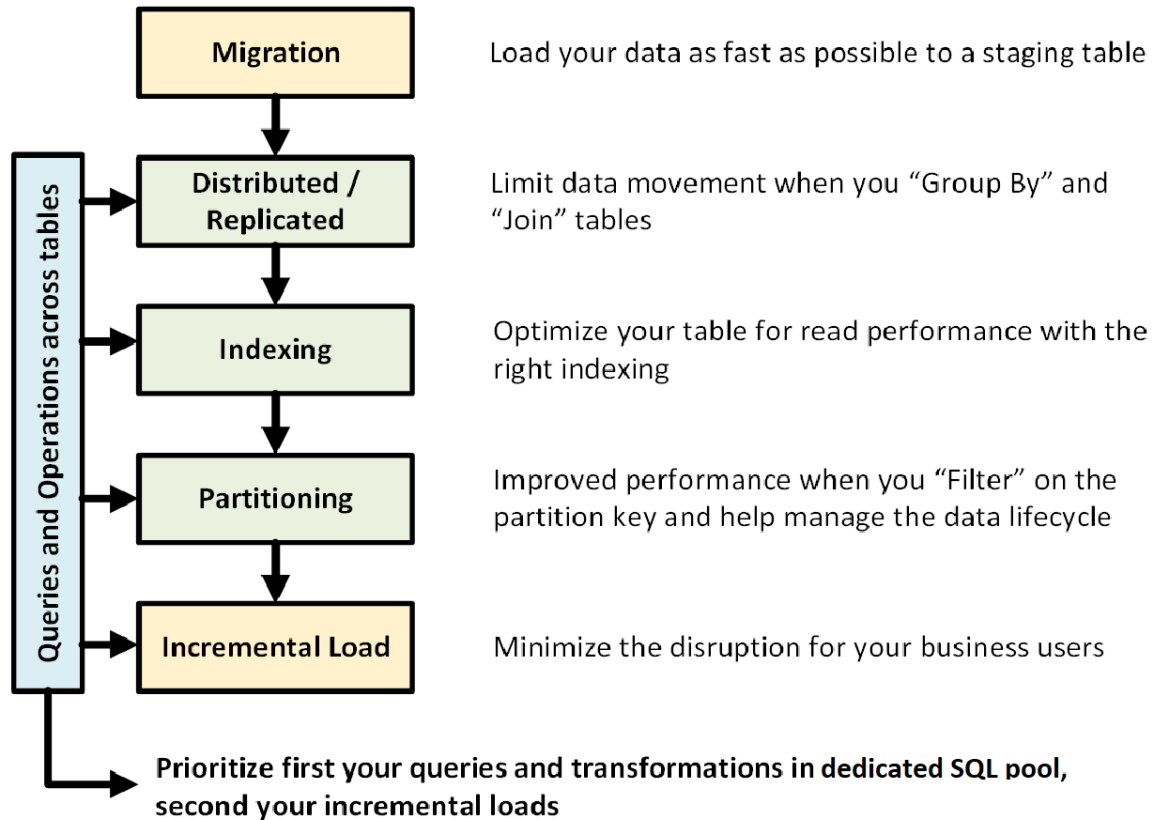 Migration
Load your data as fast as possible to a staging table
Queries and Operations across tables
Distributed /
Replicated
Limit data movement when you “Group By” and
“Join” tables
Indexing
Optimize your table for read performance with the
right indexing
Partitioning
Improved performance when you “Filter” on the
partition key and help manage the data lifecycle
Incremental Load
Minimize the disruption for your business users
Prioritize first your queries and transformations in dedicated SQL pool,
second your incremental loads